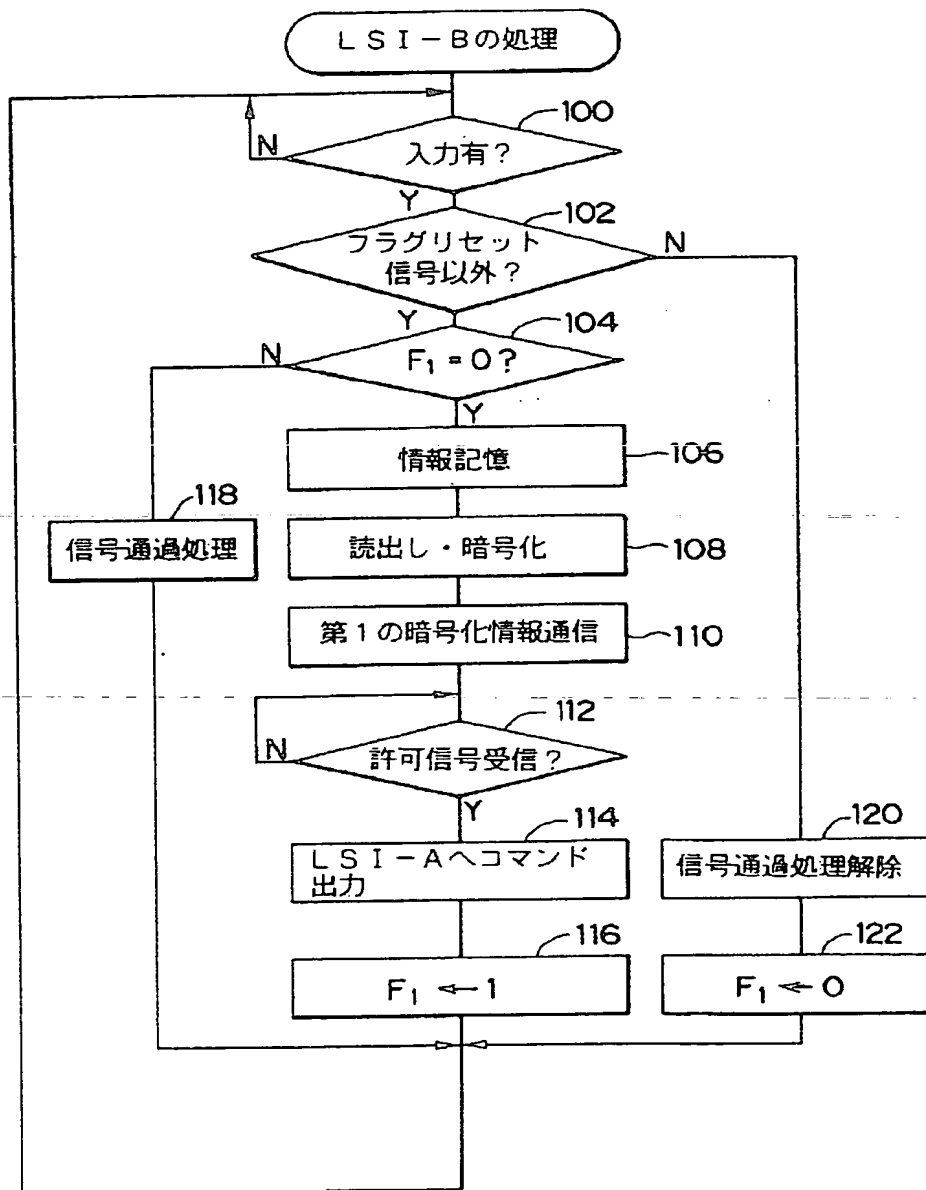 LSI-Bの処理
100
入力有?
N
Y
102
フラグリセット
信号以外?
N
Y
104
F₁=0?
N
Y
情報記憶
106
118
信号通過処理
読出し・暗号化
108
第1の暗号化情報通信
110
112
許可信号受信?
N
Y
114
LSI-Aへコマンド
出力
120
信号通過処理解除
116
F₁←1
122
F₁←0